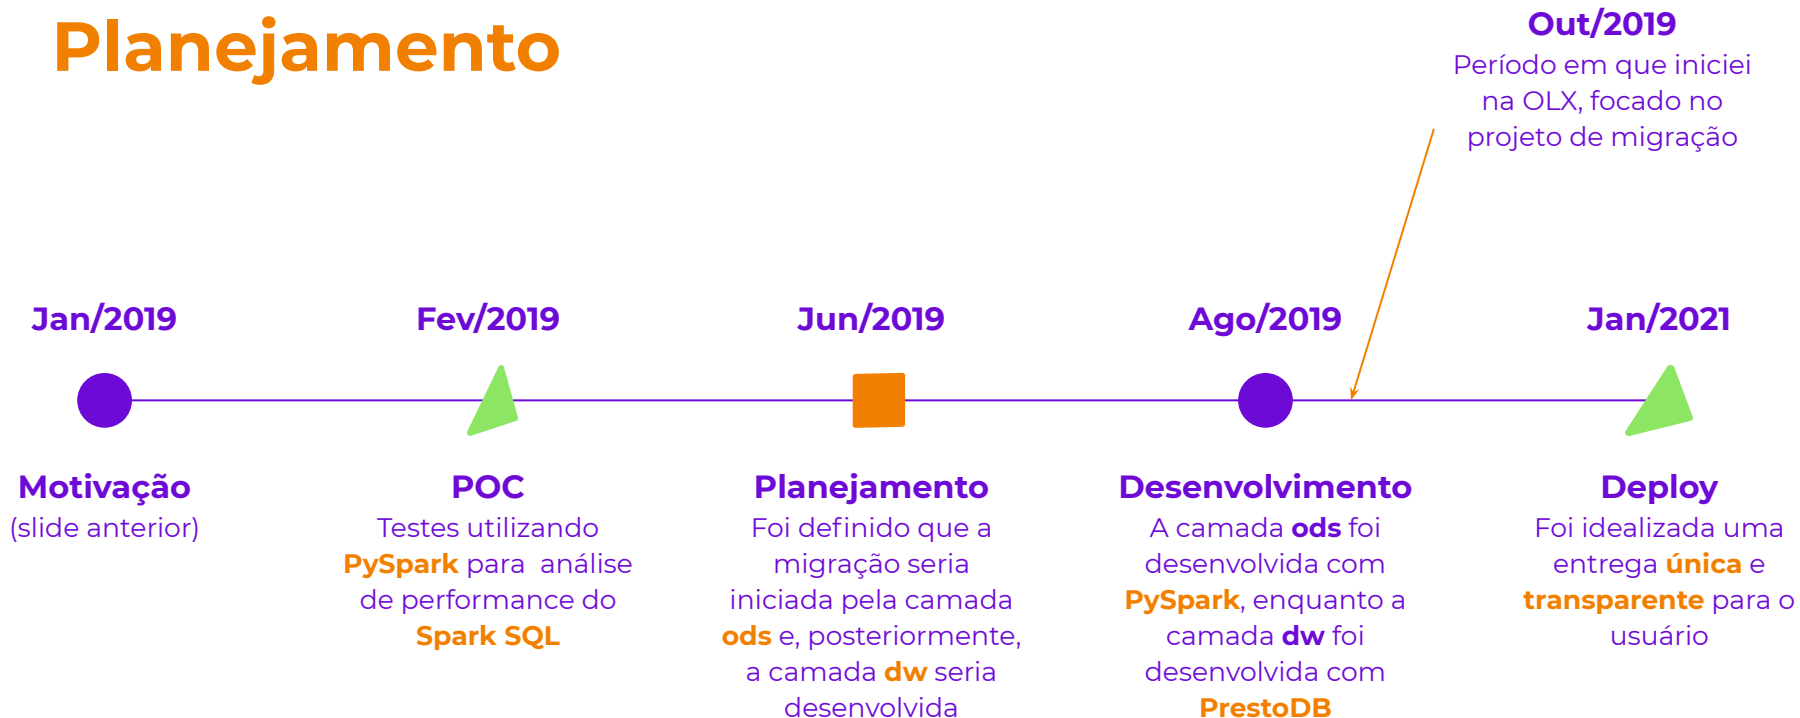 Planejamento
Out/2019
Período em que iniciei
na OLX, focado no
projeto de migração
Jan/2019
Motivação
(slide anterior)
Fev/2019
POC
Testes utilizando
PySpark para análise
de performance do
Spark SQL
Jun/2019
Planejamento
Foi definido que a
migração seria
iniciada pela camada
ods e, posteriormente,
a camada dw seria
desenvolvida
Ago/2019
Desenvolvimento
A camada ods foi
desenvolvida com
PySpark, enquanto a
camada dw foi
desenvolvida com
PrestoDB
Jan/2021
Deploy
Foi idealizada uma
entrega única e
transparente para o
usuário